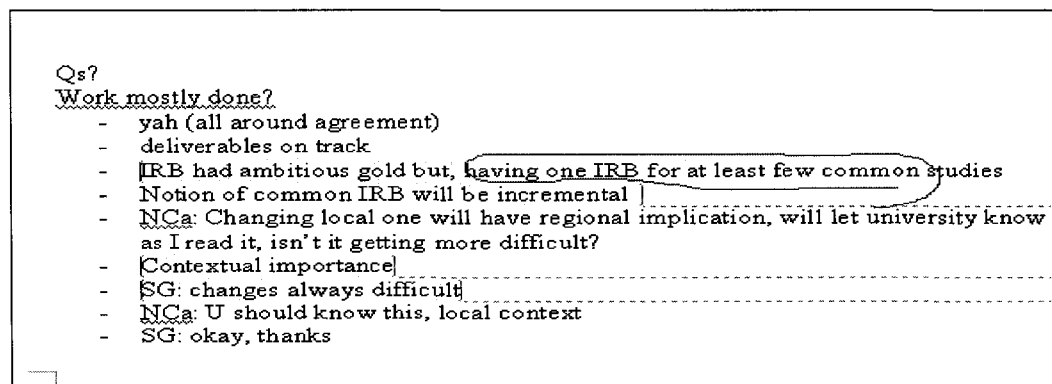 Qs?
Work mostly done?
- yah (all around agreement)
- deliverables on track
- IRB had ambitious gold but, having one IRB for at least few common studies
- Notion of common IRB will be incremental
- NCa: Changing local one will have regional implication, will let university know
as I read it, isn't it getting more difficult?
- Contextual importance
- SG: changes always difficult
- NCa: U should know this, local context
- SG: okay, thanks